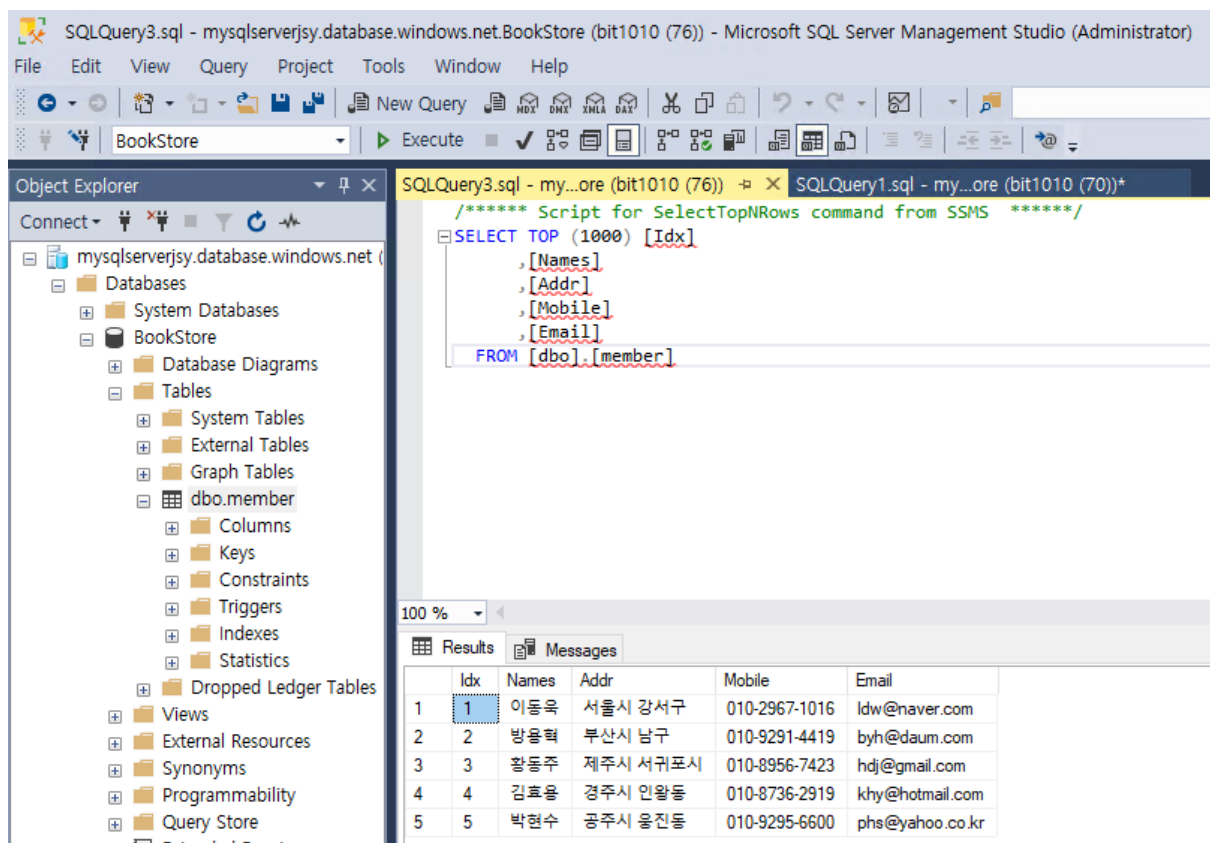 SQLQuery3.sql - mysqlserverjsy.database.windows.net.BookStore (bit1010 (76)) - Microsoft SQL Server Management Studio (Administrator)
File Edit View Query Project Tools Window Help
New Query MDX DMX XMLA DAX
BookStore Execute
Object Explorer
Connect
mysqlserverjsy.database.windows.net (
Databases
System Databases
BookStore
Database Diagrams
Tables
System Tables
External Tables
Graph Tables
dbo.member
Columns
Keys
Constraints
Triggers
Indexes
Statistics
Dropped Ledger Tables
Views
External Resources
Synonyms
Programmability
Query Store
SQLQuery3.sql - my...ore (bit1010 (76)) SQLQuery1.sql - my...ore (bit1010 (70))*
/****** Script for SelectTopNRows command from SSMS ******/
SELECT TOP (1000) [Idx]
,[Names]
,[Addr]
,[Mobile]
,[Email]
FROM [dbo].[member]
100 %
Results Messages
Idx Names Addr Mobile Email
1 1 이동욱 서울시 강서구 010-2967-1016 ldw@naver.com
2 2 방용혁 부산시 남구 010-9291-4419 byh@daum.com
3 3 황동주 제주시 서귀포시 010-8956-7423 hdj@gmail.com
4 4 김효용 경주시 인왕동 010-8736-2919 khy@hotmail.com
5 5 박현수 공주시 웅진동 010-9295-6600 phs@yahoo.co.kr